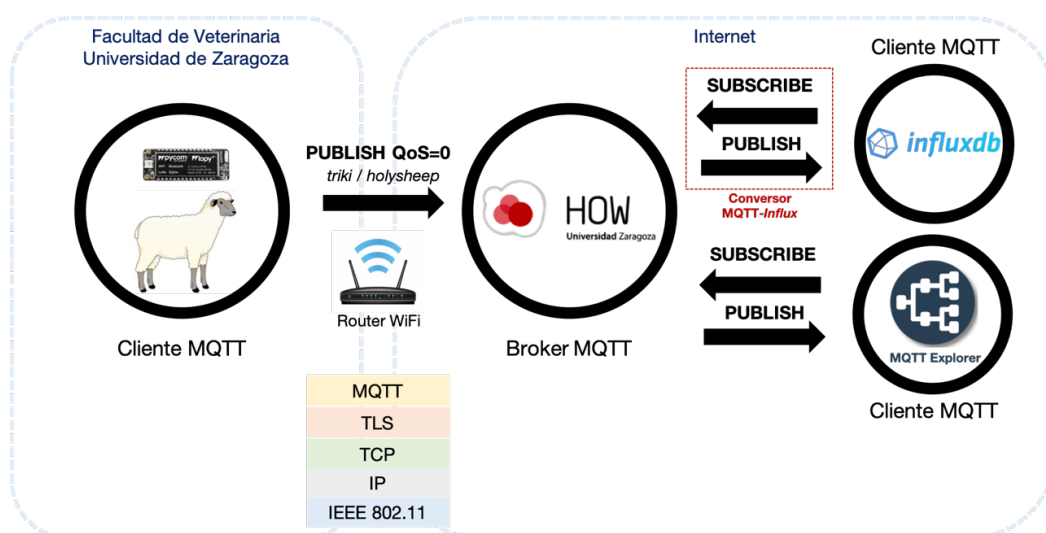 Facultad de Veterinaria
Universidad de Zaragoza
Internet
Cliente MQTT
SUBSCRIBE
PUBLISH
influxdb
Conversor
MQTT-Influx
PUBLISH QoS=0
triki / holysheep
pycom
lopy
HOW
Universidad Zaragoza
Router WiFi
Cliente MQTT
Broker MQTT
SUBSCRIBE
PUBLISH
MQTT Explorer
Cliente MQTT
MQTT
TLS
TCP
IP
IEEE 802.11